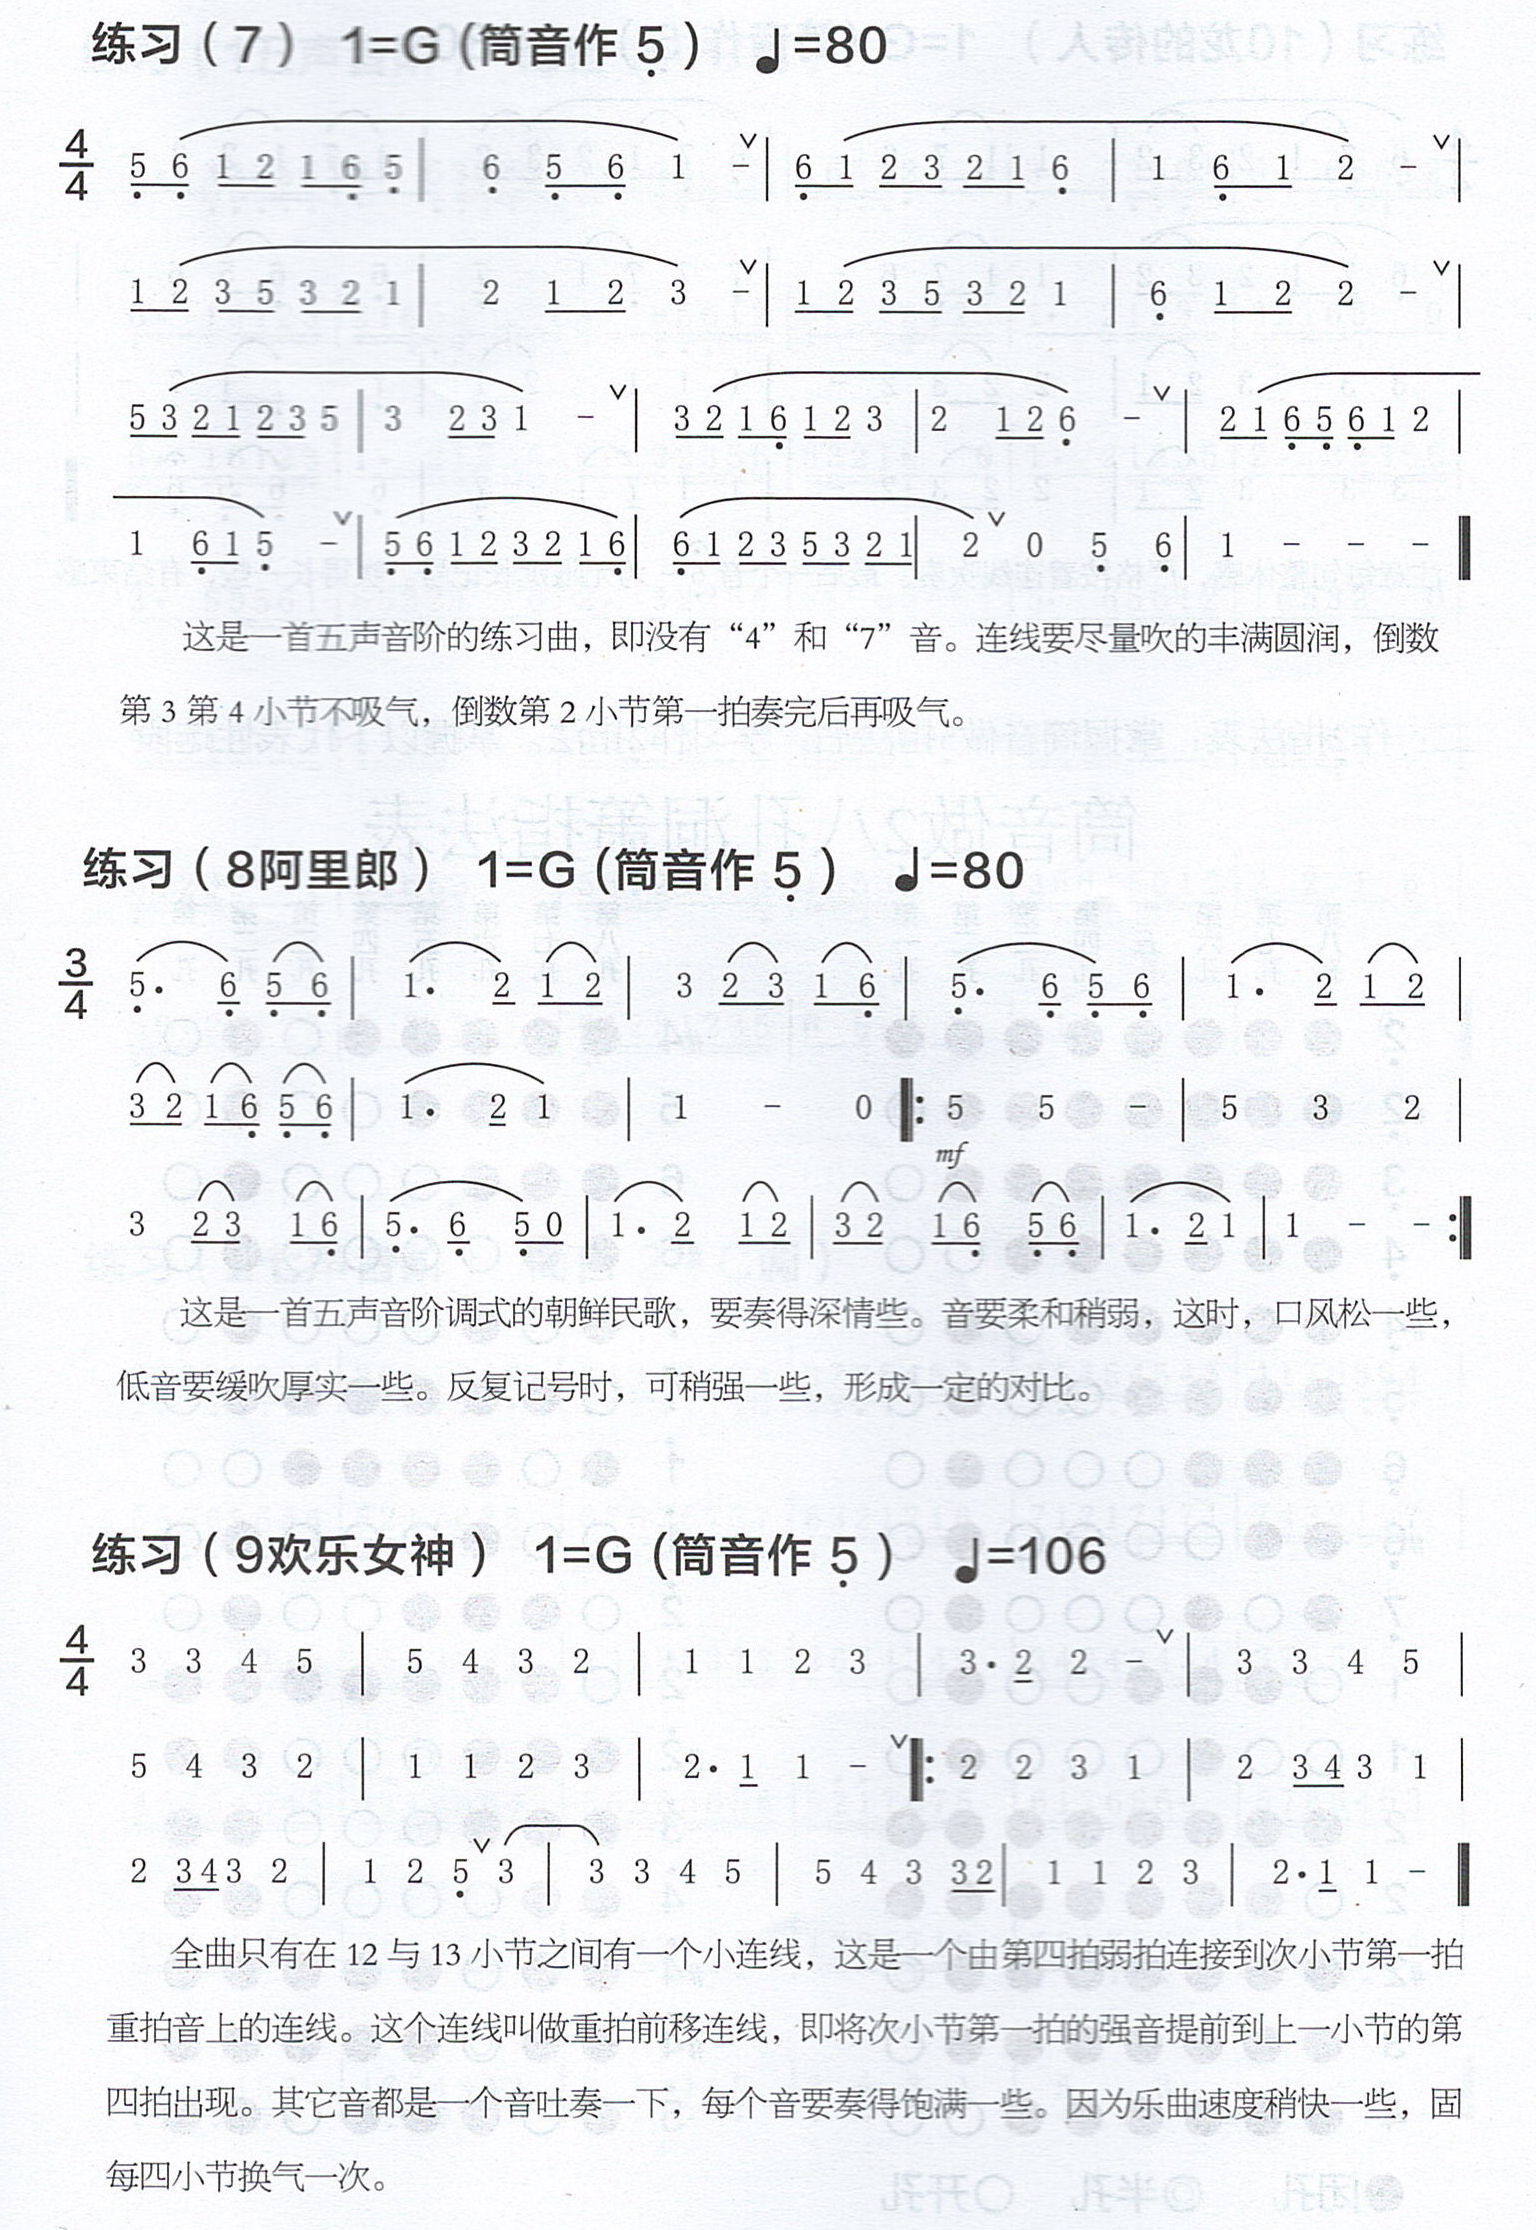 练习（7） 1=G（筒音作 5̣ ） ♩=80
4/4 5̣ 6̣ 1 2 1 6̣ 5̣ | 6̣ 5̣ 6̣ 1 - ∨ | 6̣ 1 2 3 2 1 6̣ | 1 6̣ 1 2 - ∨ |
1 2 3 5 3 2 1 | 2 1 2 3 - ∨ | 1 2 3 5 3 2 1 | 6̣ 1 2 2 - ∨ |
5 3 2 1 2 3 5 | 3 2 3 1 - ∨ | 3 2 1 6̣ 1 2 3 | 2 1 2 6̣ - ∨ | 2 1 6̣ 5̣ 6̣ 1 2 |
1 6̣ 1 5̣ - ∨ | 5̣ 6̣ 1 2 3 2 1 6̣ | 6̣ 1 2 3 5 3 2 1 | 2 ∨ 0 5̣ 6̣ | 1 - - - ‖
这是一首五声音阶的练习曲，即没有“4”和“7”音。连线要尽量吹的丰满圆润，倒数
第 3 第 4 小节不吸气，倒数第 2 小节第一拍奏完后再吸气。
练习（8阿里郎） 1=G（筒音作 5̣ ） ♩=80
3/4 5̣· 6̣ 5̣ 6̣ | 1· 2 1 2 | 3 2 3 1 6̣ | 5̣· 6̣ 5̣ 6̣ | 1· 2 1 2 |
3 2 1 6̣ 5̣ 6̣ | 1· 2 1 | 1 - 0 ‖: 5 5 - | 5 3 2 |
mf
3 2 3 1 6̣ | 5̣· 6̣ 5̣ 0 | 1· 2 1 2 | 3 2 1 6̣ 5̣ 6̣ | 1· 2 1 | 1 - - :‖
这是一首五声音阶调式的朝鲜民歌，要奏得深情些。音要柔和稍弱，这时，口风松一些，
低音要缓吹厚实一些。反复记号时，可稍强一些，形成一定的对比。
练习（9欢乐女神） 1=G（筒音作 5̣ ） ♩=106
4/4 3 3 4 5 | 5 4 3 2 | 1 1 2 3 | 3· 2 2 - ∨ | 3 3 4 5 |
5 4 3 2 | 1 1 2 3 | 2· 1 1 - ∨ ‖: 2 2 3 1 | 2 3 4 3 1 |
2 3 4 3 2 | 1 2 5̣ ∨ 3 | 3 3 4 5 | 5 4 3 3 2 | 1 1 2 3 | 2· 1 1 - ‖
全曲只有在 12 与 13 小节之间有一个小连线，这是一个由第四拍弱拍连接到次小节第一拍
重拍音上的连线。这个连线叫做重拍前移连线，即将次小节第一拍的强音提前到上一小节的第
四拍出现。其它音都是一个音吐奏一下，每个音要奏得饱满一些。因为乐曲速度稍快一些，固
每四小节换气一次。